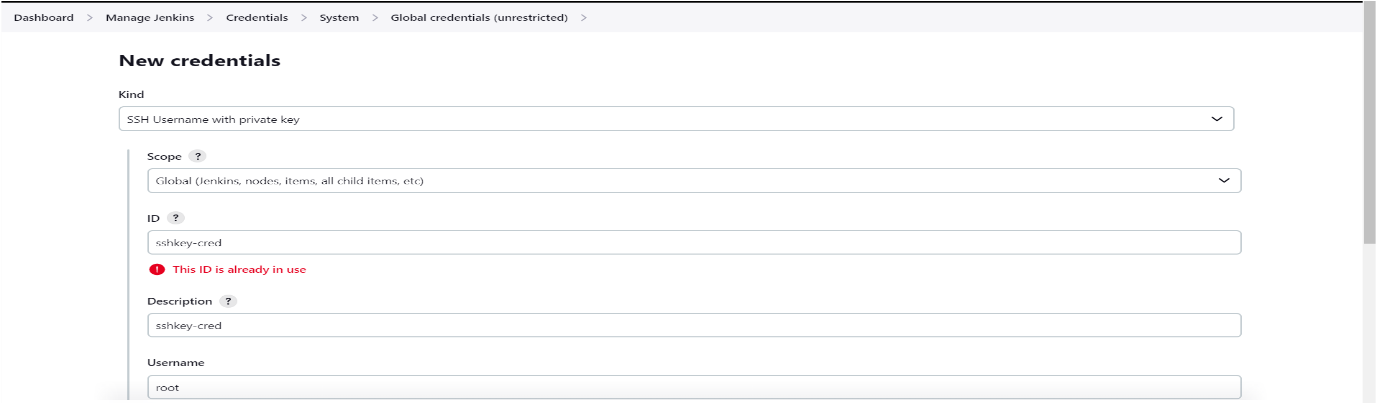 Dashboard > Manage Jenkins > Credentials > System > Global credentials (unrestricted) >
New credentials
Kind
SSH Username with private key
Scope ?
Global (Jenkins, nodes, items, all child items, etc)
ID ?
sshkey-cred
! This ID is already in use
Description ?
sshkey-cred
Username
root